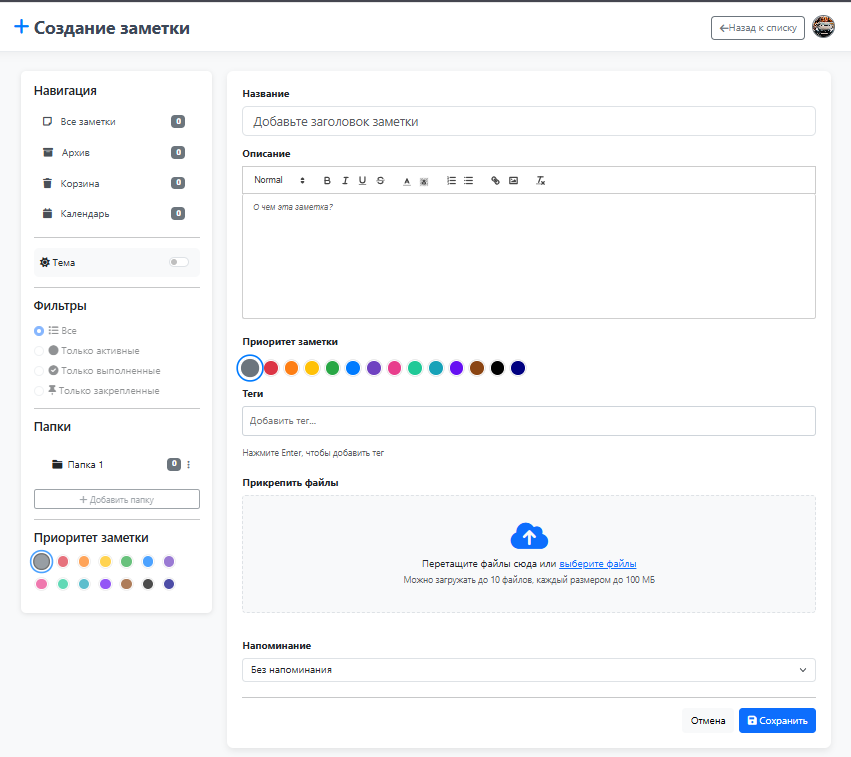 + Создание заметки
←Назад к списку
Навигация
Все заметки 0
Архив 0
Корзина 0
Календарь 0
Тема
Фильтры
Все
Только активные
Только выполненные
Только закрепленные
Папки
Папка 1 0
+ Добавить папку
Приоритет заметки
Название
Добавьте заголовок заметки
Описание
Normal B I U S A
О чем эта заметка?
Приоритет заметки
Теги
Добавить тег...
Нажмите Enter, чтобы добавить тег
Прикрепить файлы
Перетащите файлы сюда или выберите файлы
Можно загружать до 10 файлов, каждый размером до 100 МБ
Напоминание
Без напоминания
Отмена
Сохранить